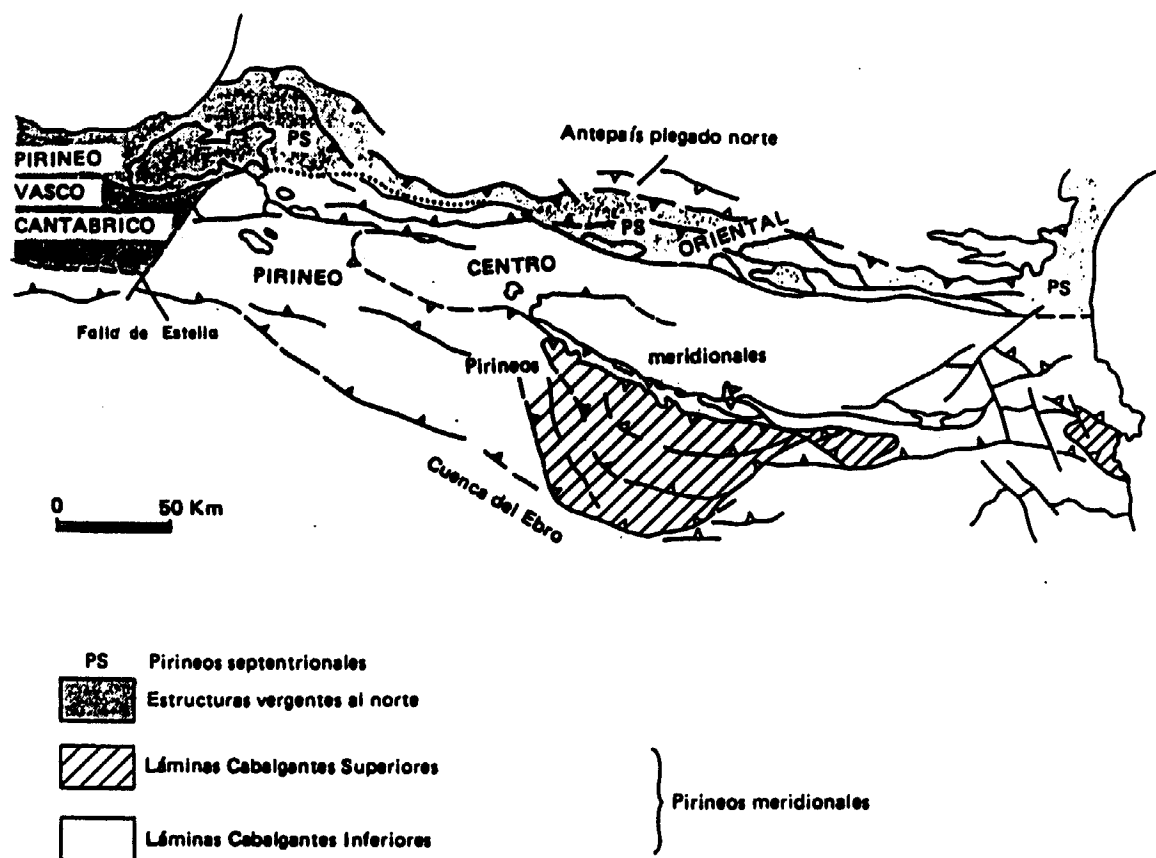 Antepaís plegado norte
PS
PIRINEO
VASCO
CANTABRICO
PS
ORIENTAL
PIRINEO
CENTRO
PS
Falla de Estella
Pirineos
meridionales
Cuenca del Ebro
0 50 Km
PS Pirineos septentrionales
Estructuras vergentes al norte
Láminas Cabalgantes Superiores
Pirineos meridionales
Láminas Cabalgantes Inferiores